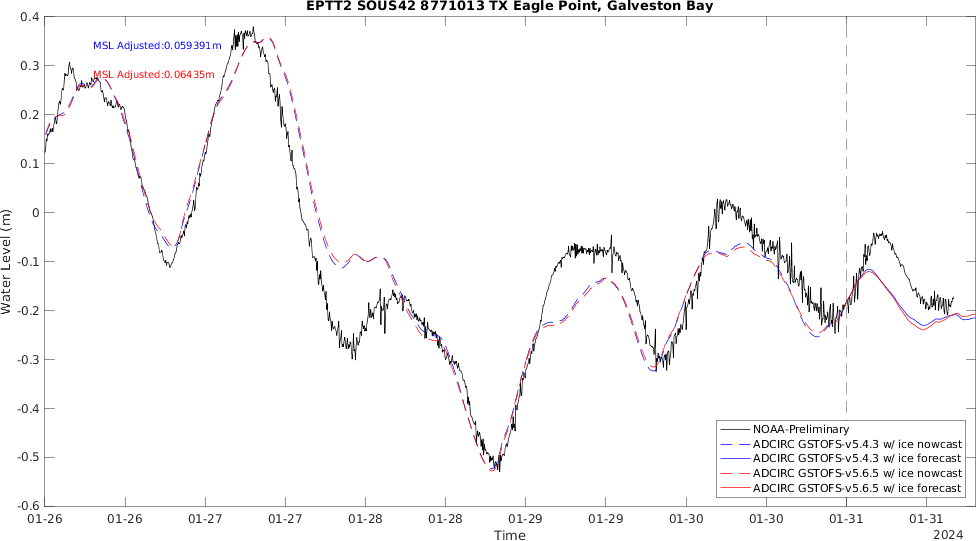 EPTT2 SOUS42 8771013 TX Eagle Point, Galveston Bay
0.4
MSL Adjusted:0.059391m
0.3
MSL Adjusted:0.06435m
0.2
0.1
0
Water Level (m)
-0.1
-0.2
-0.3
-0.4
NOAA-Preliminary
ADCIRC GSTOFS-v5.4.3 w/ ice nowcast
-0.5
ADCIRC GSTOFS-v5.4.3 w/ ice forecast
ADCIRC GSTOFS-v5.6.5 w/ ice nowcast
ADCIRC GSTOFS-v5.6.5 w/ ice forecast
-0.6
01-26 01-26 01-27 01-27 01-28 01-28 01-29 01-29 01-30 01-30 01-31 01-31
Time
2024